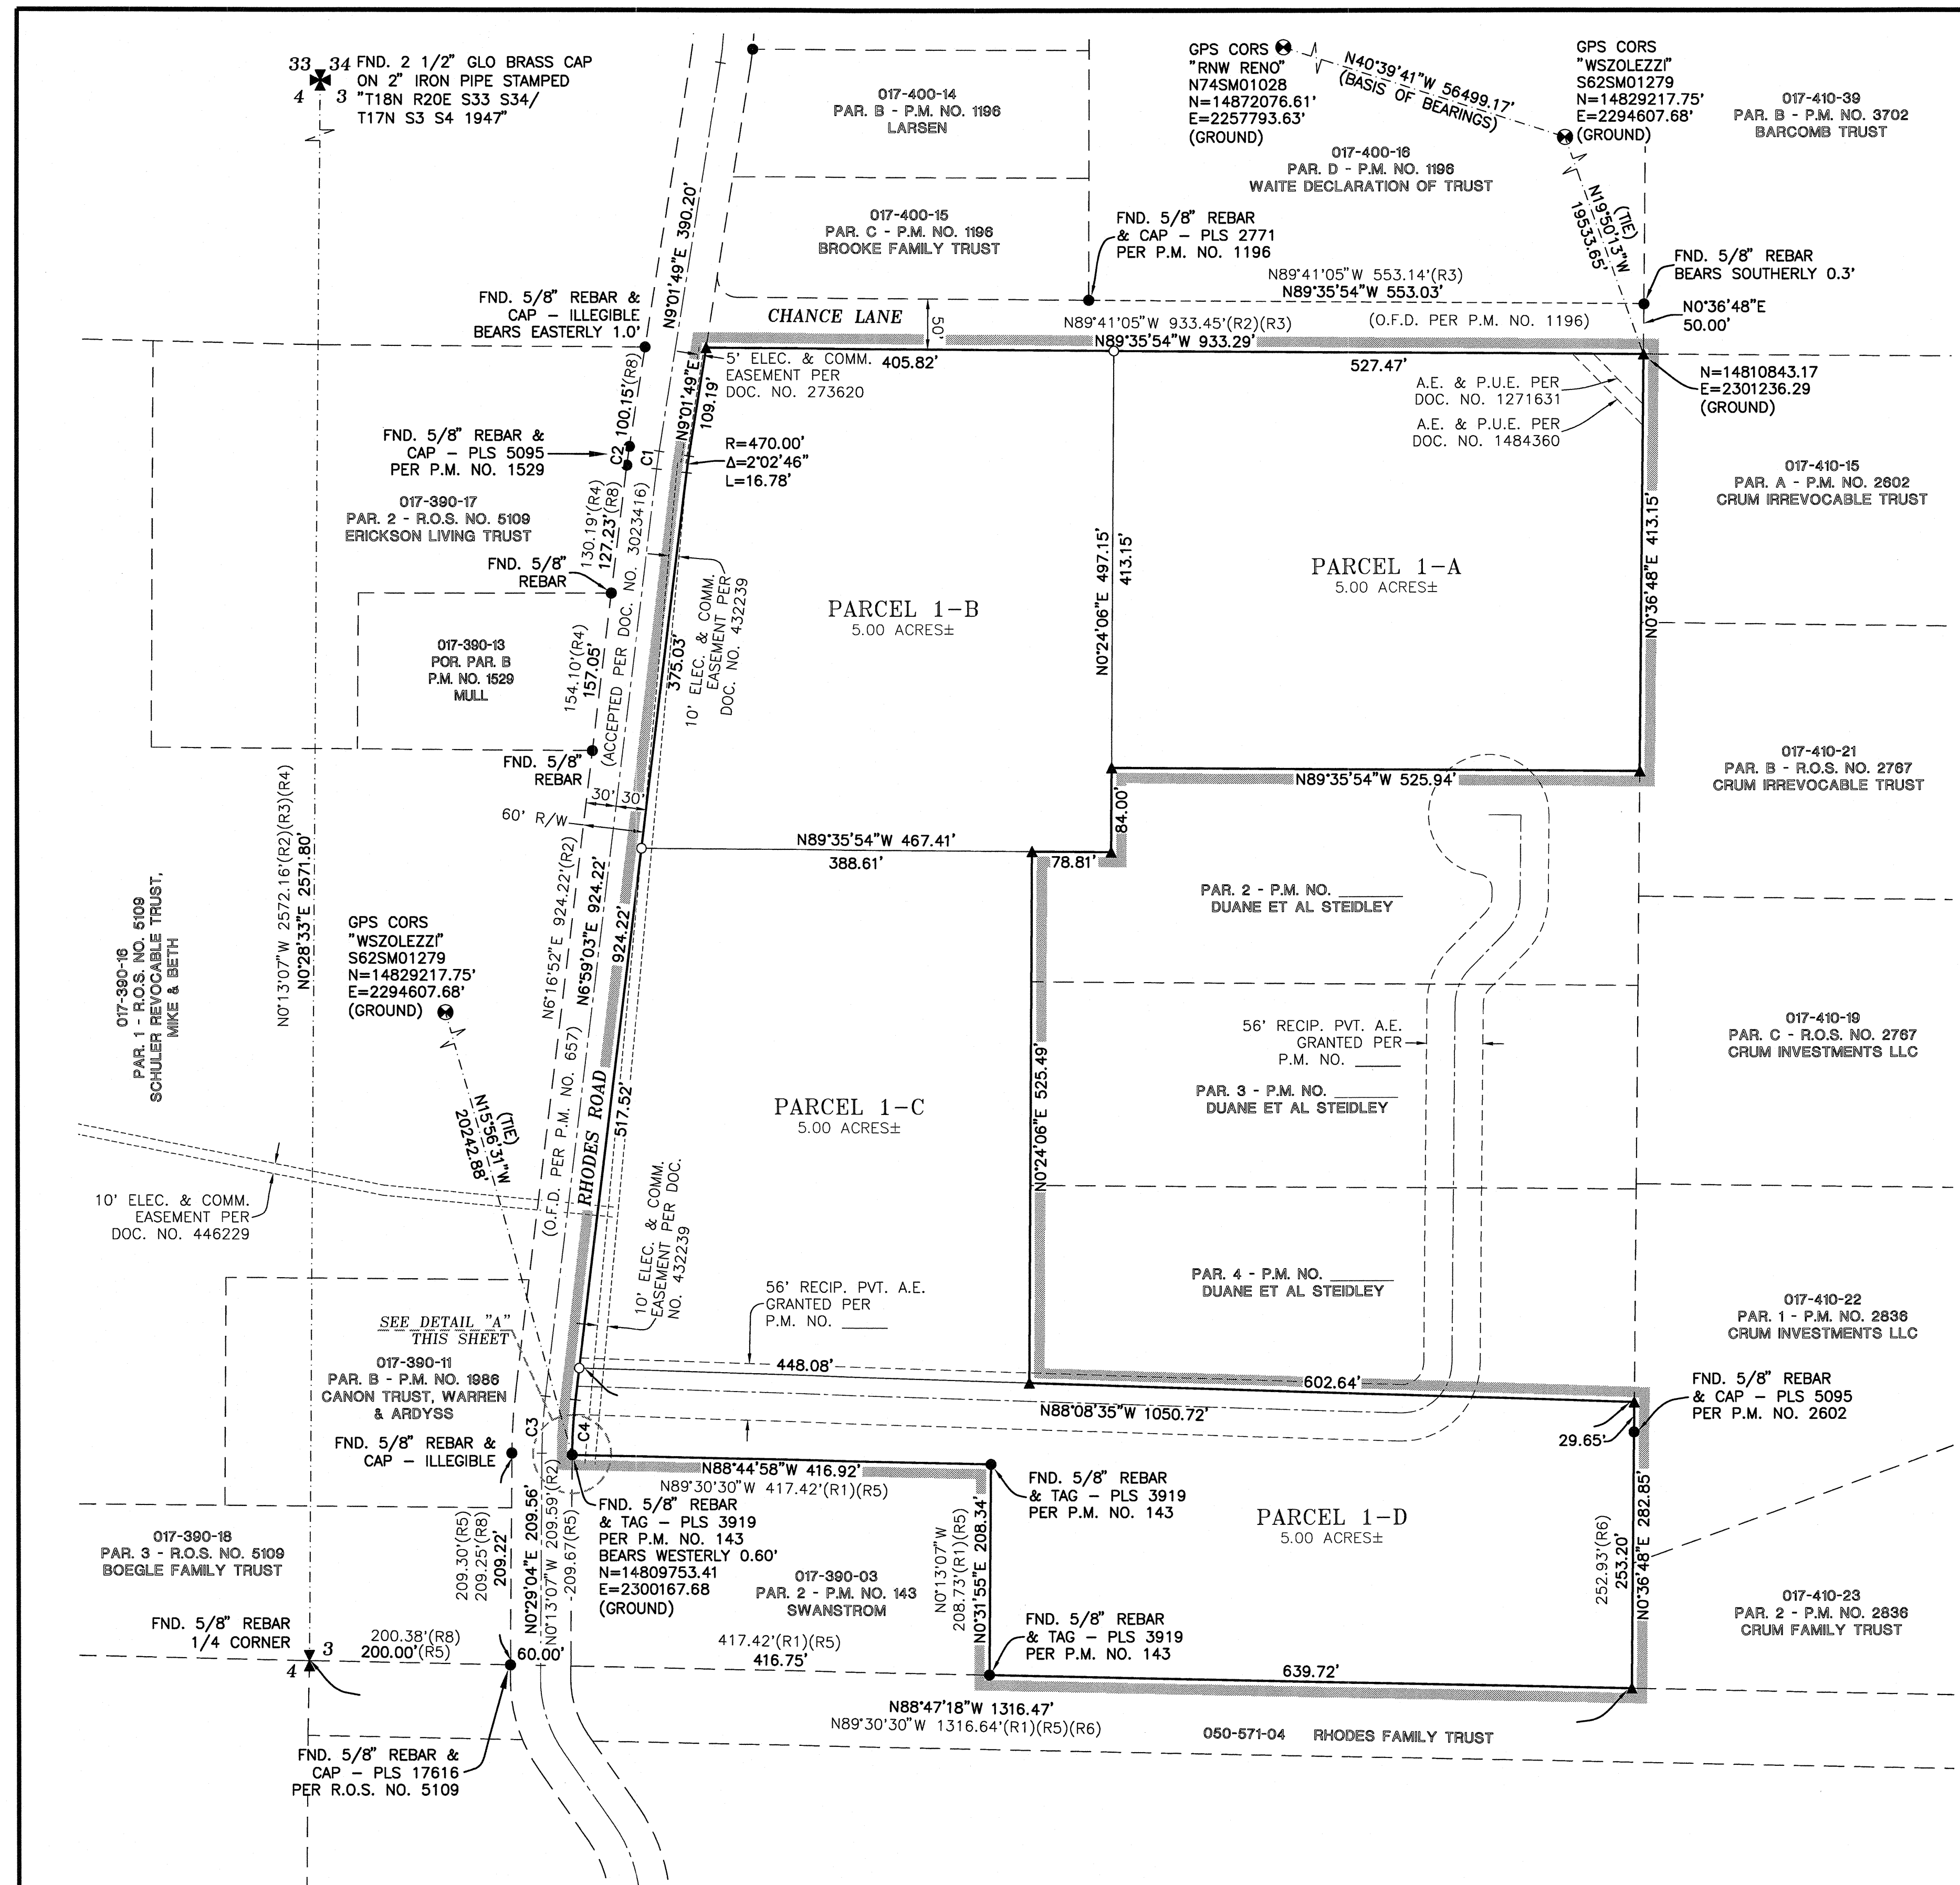 33 34
4 3
FND. 2 1/2" GLO BRASS CAP
ON 2" IRON PIPE STAMPED
"T18N R20E S33 S34/
T17N S3 S4 1947"
017-400-14
PAR. B - P.M. NO. 1196
LARSEN
GPS CORS
"RNW RENO"
N74SM01028
N=14872076.61'
E=2257793.63'
(GROUND)
N40°39'41"W 56499.17'
(BASIS OF BEARINGS)
GPS CORS
"WSZOLEZZI"
S62SM01279
N=14829217.75'
E=2294607.68'
(GROUND)
017-410-39
PAR. B - P.M. NO. 3702
BARCOMB TRUST
017-400-16
PAR. D - P.M. NO. 1196
WAITE DECLARATION OF TRUST
017-400-15
PAR. C - P.M. NO. 1196
BROOKE FAMILY TRUST
FND. 5/8" REBAR
& CAP – PLS 2771
PER P.M. NO. 1196
(TIE)
N19°50'13"W
19533.65'
FND. 5/8" REBAR
BEARS SOUTHERLY 0.3'
N9°01'49"E 390.20'
N89°41'05"W 553.14'(R3)
N89°35'54"W 553.03'
N0°36'48"E
50.00'
FND. 5/8" REBAR &
CAP – ILLEGIBLE
BEARS EASTERLY 1.0'
CHANCE LANE
50'
N89°41'05"W 933.45'(R2)(R3)
(O.F.D. PER P.M. NO. 1196)
N89°35'54"W 933.29'
5' ELEC. & COMM.
EASEMENT PER
DOC. NO. 273620
405.82'
527.47'
N=14810843.17
E=2301236.29
(GROUND)
A.E. & P.U.E. PER
DOC. NO. 1271631
A.E. & P.U.E. PER
DOC. NO. 1484360
N9°01'49"E
109.19'
100.15'(R8)
FND. 5/8" REBAR &
CAP – PLS 5095
PER P.M. NO. 1529
C2
C1
R=470.00'
Δ=2°02'46"
L=16.78'
017-390-17
PAR. 2 - R.O.S. NO. 5109
ERICKSON LIVING TRUST
130.19'(R4)
127.23'(R8)
017-410-15
PAR. A - P.M. NO. 2602
CRUM IRREVOCABLE TRUST
N0°36'48"E 413.15'
FND. 5/8"
REBAR
(ACCEPTED PER DOC. NO. 3023416)
10' ELEC. & COMM.
EASEMENT PER
DOC. NO. 432239
375.03'
PARCEL 1-B
5.00 ACRES±
N0°24'06"E 497.15'
413.15'
PARCEL 1-A
5.00 ACRES±
017-390-13
POR. PAR. B
P.M. NO. 1529
MULL
154.10'(R4)
157.05'
FND. 5/8"
REBAR
30' 30'
60' R/W
N89°35'54"W 525.94'
017-410-21
PAR. B - R.O.S. NO. 2767
CRUM IRREVOCABLE TRUST
84.00'
N89°35'54"W 467.41'
388.61'
78.81'
N0°13'07"W 2572.16'(R2)(R3)(R4)
N0°28'33"E 2571.80'
017-390-16
PAR. 1 - R.O.S. NO. 5109
SCHULER REVOCABLE TRUST,
MIKE & BETH
GPS CORS
"WSZOLEZZI"
S62SM01279
N=14829217.75'
E=2294607.68'
(GROUND)
N6°16'52"E 924.22'(R2)
N6°59'03"E 924.22'
924.22'
PAR. 2 - P.M. NO.
DUANE ET AL STEIDLEY
56' RECIP. PVT. A.E.
GRANTED PER
P.M. NO.
017-410-19
PAR. C - R.O.S. NO. 2767
CRUM INVESTMENTS LLC
PAR. 3 - P.M. NO.
DUANE ET AL STEIDLEY
N0°24'06"E 525.49'
PARCEL 1-C
5.00 ACRES±
(O.F.D. PER P.M. NO. 657)
RHODES ROAD
517.52'
(TIE)
N15°56'31"W
20242.88'
10' ELEC. & COMM.
EASEMENT PER
DOC. NO. 446229
10' ELEC. & COMM.
EASEMENT PER DOC.
NO. 432239
PAR. 4 - P.M. NO.
DUANE ET AL STEIDLEY
56' RECIP. PVT. A.E.
GRANTED PER
P.M. NO.
017-410-22
PAR. 1 - P.M. NO. 2836
CRUM INVESTMENTS LLC
SEE DETAIL "A"
THIS SHEET
017-390-11
PAR. B - P.M. NO. 1986
CANON TRUST, WARREN
& ARDYSS
448.08'
602.64'
N88°08'35"W 1050.72'
FND. 5/8" REBAR
& CAP – PLS 5095
PER P.M. NO. 2602
29.65'
C3
C4
FND. 5/8" REBAR &
CAP – ILLEGIBLE
N88°44'58"W 416.92'
N89°30'30"W 417.42'(R1)(R5)
FND. 5/8" REBAR
& TAG – PLS 3919
PER P.M. NO. 143
FND. 5/8" REBAR
& TAG – PLS 3919
PER P.M. NO. 143
BEARS WESTERLY 0.60'
N=14809753.41
E=2300167.68
(GROUND)
PARCEL 1-D
5.00 ACRES±
N0°36'48"E 282.85'
252.93'(R6)
253.20'
017-390-18
PAR. 3 - R.O.S. NO. 5109
BOEGLE FAMILY TRUST
209.30'(R5)
209.25'(R8)
209.22'
N0°29'04"E 209.56'
N0°13'07"W 209.59'(R2)
209.67'(R5)
017-390-03
PAR. 2 - P.M. NO. 143
SWANSTROM
N0°13'07"W
208.73'(R1)(R5)
N0°31'55"E 208.34'
017-410-23
PAR. 2 - P.M. NO. 2836
CRUM FAMILY TRUST
FND. 5/8" REBAR
1/4 CORNER
3
4
200.38'(R8)
200.00'(R5)
60.00'
417.42'(R1)(R5)
416.75'
FND. 5/8" REBAR
& TAG – PLS 3919
PER P.M. NO. 143
639.72'
N88°47'18"W 1316.47'
N89°30'30"W 1316.64'(R1)(R5)(R6)
050-571-04 RHODES FAMILY TRUST
FND. 5/8" REBAR &
CAP – PLS 17616
PER R.O.S. NO. 5109